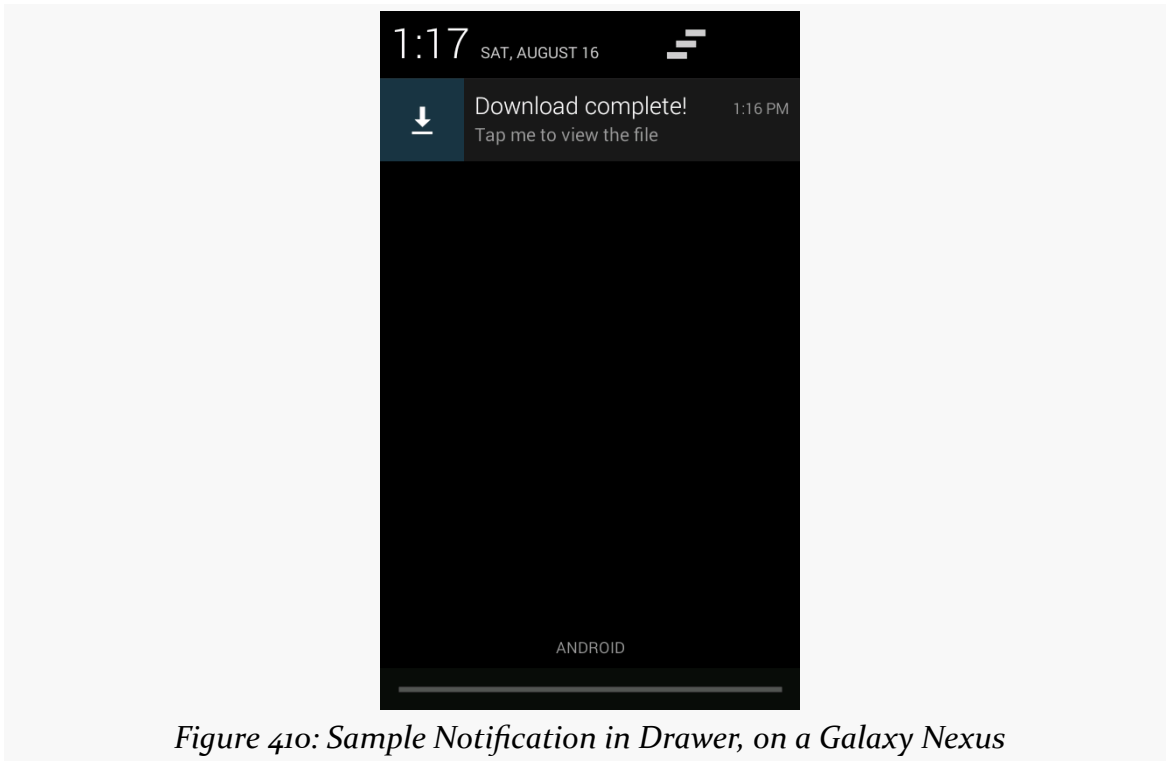 1:17 SAT, AUGUST 16
Download complete! 1:16 PM
Tap me to view the file
ANDROID
Figure 410: Sample Notification in Drawer, on a Galaxy Nexus